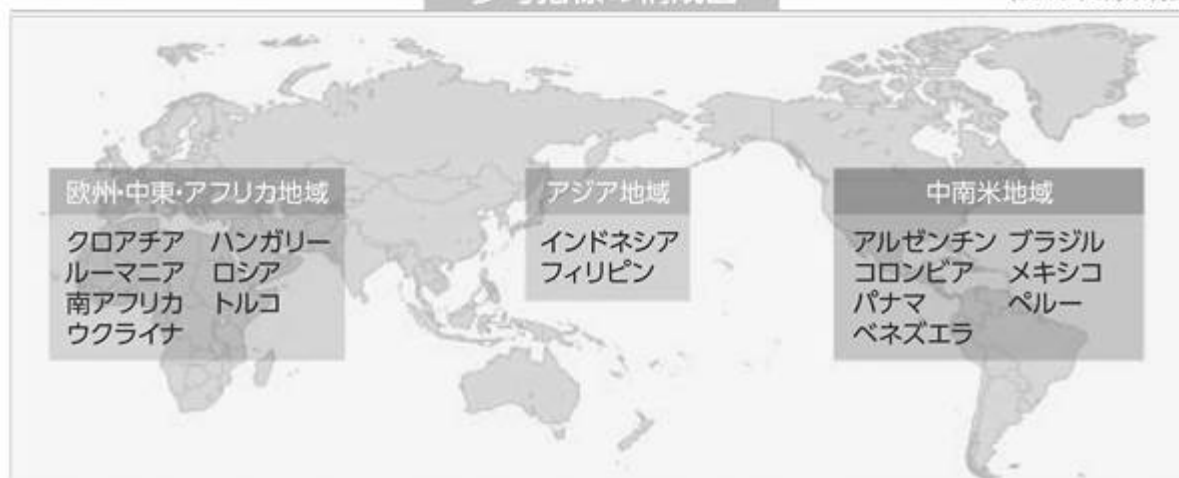 欧州・中東・アフリカ地域
クロアチア ハンガリー
ルーマニア ロシア
南アフリカ トルコ
ウクライナ
アジア地域
インドネシア
フィリピン
中南米地域
アルゼンチン ブラジル
コロンビア メキシコ
パナマ ペルー
ベネズエラ